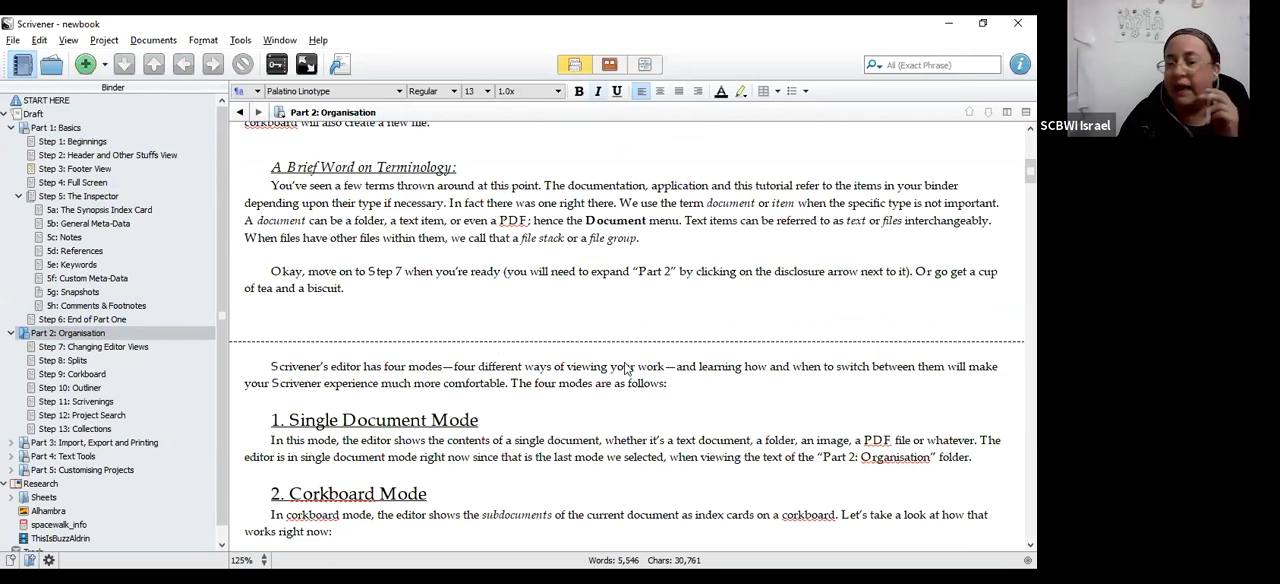 Scrivener - newbook
File Edit View Project Documents Format Tools Window Help
All (Exact Phrase)
Binder
Palatino Linotype Regular 13 1.0x B I U A
START HERE
Draft
Part 1: Basics
Step 1: Beginnings
Step 2: Header and Other Stuffs View
Step 3: Footer View
Step 4: Full Screen
Step 5: The Inspector
5a: The Synopsis Index Card
5b: General Meta-Data
5c: Notes
5d: References
5e: Keywords
5f: Custom Meta-Data
5g: Snapshots
5h: Comments & Footnotes
Step 6: End of Part One
Part 2: Organisation
Step 7: Changing Editor Views
Step 8: Splits
Step 9: Corkboard
Step 10: Outliner
Step 11: Scrivenings
Step 12: Project Search
Step 13: Collections
Part 3: Import, Export and Printing
Part 4: Text Tools
Part 5: Customising Projects
Research
Sheets
Alhambra
spacewalk_info
ThisIsBuzzAldrin
Part 2: Organisation
corkboard will also create a new file.
A Brief Word on Terminology:
You've seen a few terms thrown around at this point. The documentation, application and this tutorial refer to the items in your binder
depending upon their type if necessary. In fact there was one right there. We use the term document or item when the specific type is not important.
A document can be a folder, a text item, or even a PDF; hence the Document menu. Text items can be referred to as text or files interchangeably.
When files have other files within them, we call that a file stack or a file group.
Okay, move on to Step 7 when you're ready (you will need to expand “Part 2” by clicking on the disclosure arrow next to it). Or go get a cup
of tea and a biscuit.
Scrivener's editor has four modes—four different ways of viewing your work—and learning how and when to switch between them will make
your Scrivener experience much more comfortable. The four modes are as follows:
1. Single Document Mode
In this mode, the editor shows the contents of a single document, whether it's a text document, a folder, an image, a PDF file or whatever. The
editor is in single document mode right now since that is the last mode we selected, when viewing the text of the “Part 2: Organisation” folder.
2. Corkboard Mode
In corkboard mode, the editor shows the subdocuments of the current document as index cards on a corkboard. Let's take a look at how that
works right now:
125%
Words: 5,546 Chars: 30,761
SCBWI Israel